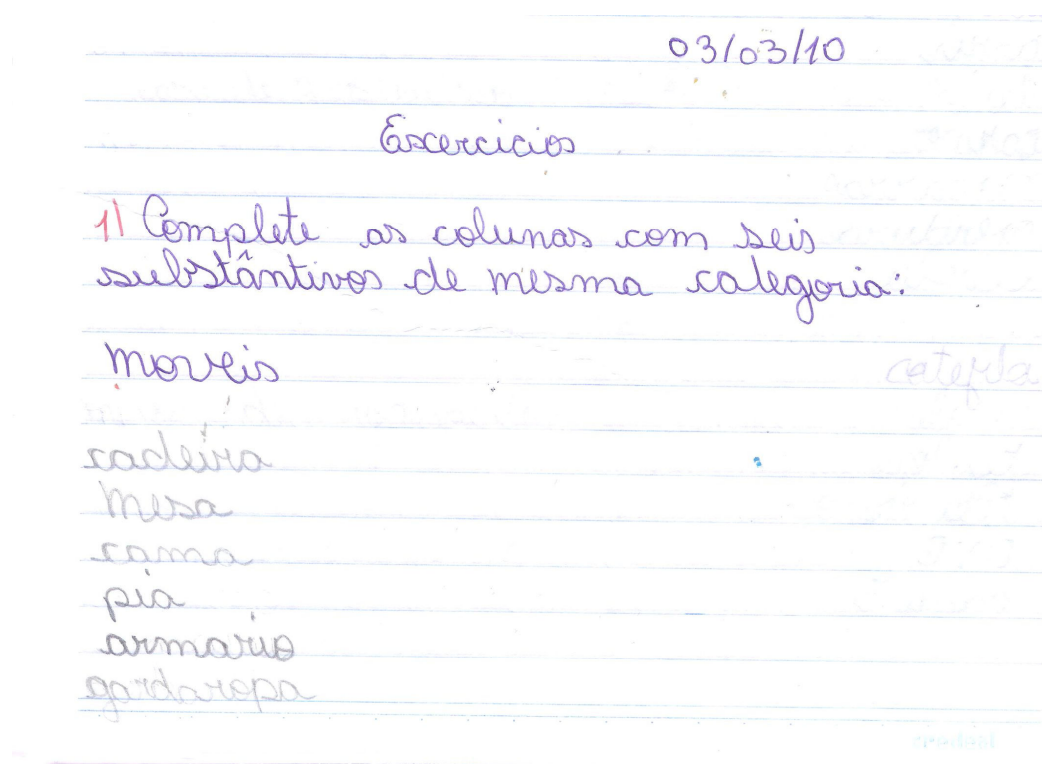 03/03/10
Excercicios
1) Complete as colunas com seis
substântivos de mesma categoria:
moveis
cadeira
mesa
cama
pia
armario
gardaropa